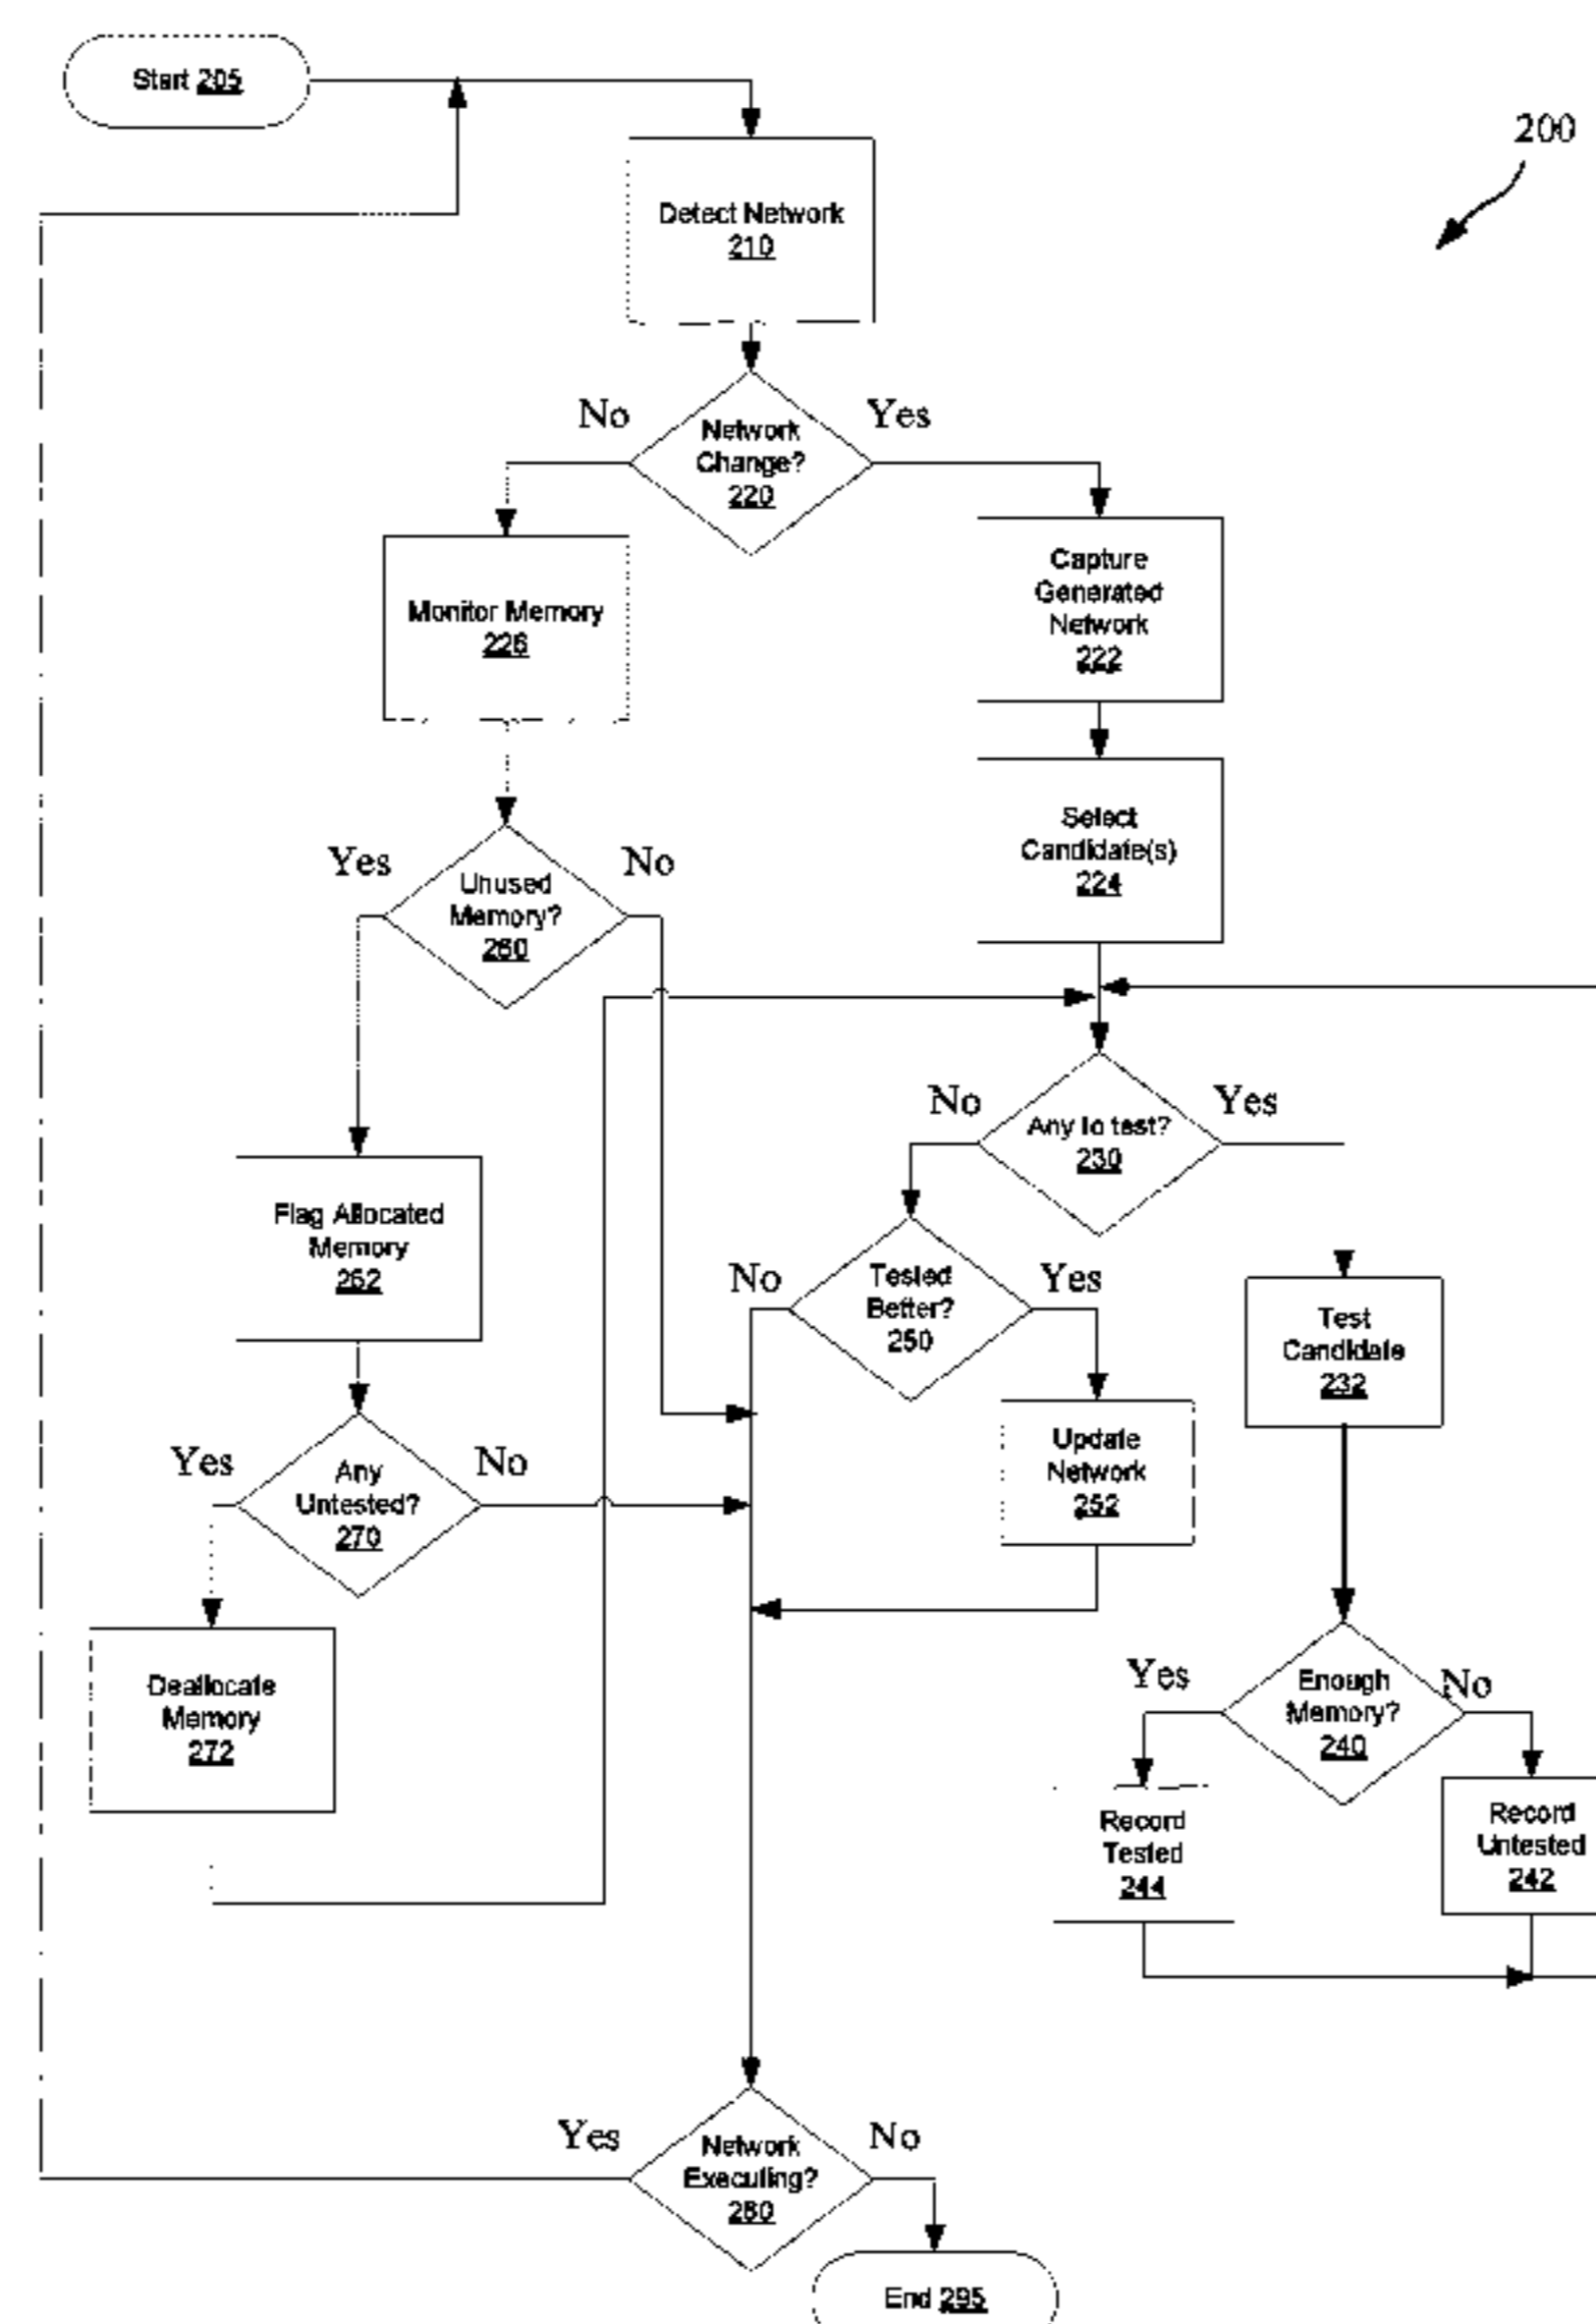 Start 205
200
Detect Network
210
No
Yes
Network
Change?
220
Monitor Memory
226
Capture
Generated
Network
222
Select
Candidate(s)
224
Yes
No
Unused
Memory?
260
No
Yes
Any to test?
230
Flag Allocated
Memory
262
No
Yes
Tested
Better?
250
Test
Candidate
232
Update
Network
252
Yes
No
Any
Untested?
270
Deallocate
Memory
272
Yes
No
Enough
Memory?
240
Record
Tested
244
Record
Untested
242
Yes
No
Network
Executing?
280
End 295